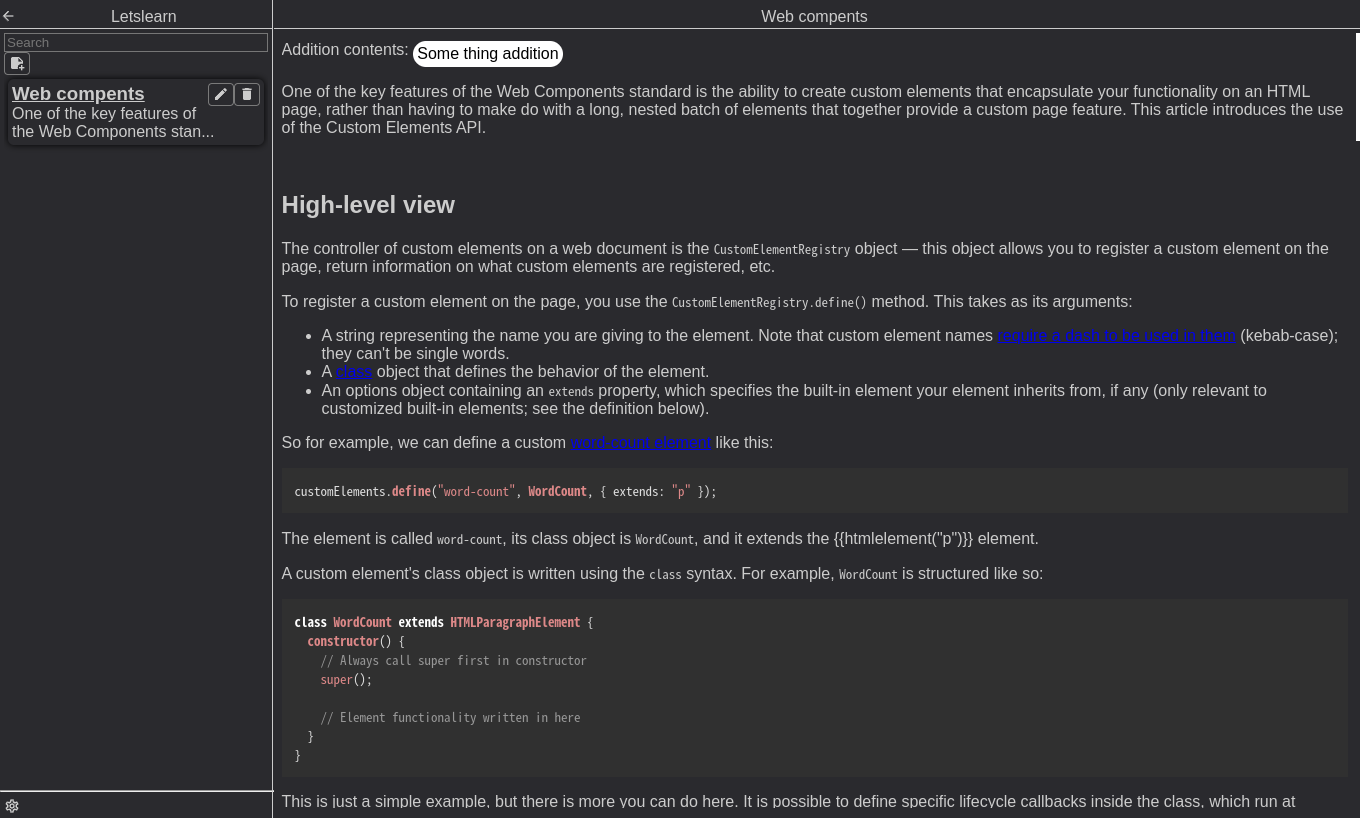 Letslearn
Web compents
Search
Web compents
One of the key features of
the Web Components stan...
Addition contents: Some thing addition
One of the key features of the Web Components standard is the ability to create custom elements that encapsulate your functionality on an HTML
page, rather than having to make do with a long, nested batch of elements that together provide a custom page feature. This article introduces the use
of the Custom Elements API.
High-level view
The controller of custom elements on a web document is the CustomElementRegistry object — this object allows you to register a custom element on the
page, return information on what custom elements are registered, etc.
To register a custom element on the page, you use the CustomElementRegistry.define() method. This takes as its arguments:
• A string representing the name you are giving to the element. Note that custom element names require a dash to be used in them (kebab-case);
they can't be single words.
• A class object that defines the behavior of the element.
• An options object containing an extends property, which specifies the built-in element your element inherits from, if any (only relevant to
customized built-in elements; see the definition below).
So for example, we can define a custom word-count element like this:
customElements.define("word-count", WordCount, { extends: "p" });
The element is called word-count, its class object is WordCount, and it extends the {{htmlelement("p")}} element.
A custom element's class object is written using the class syntax. For example, WordCount is structured like so:
class WordCount extends HTMLParagraphElement {
  constructor() {
    // Always call super first in constructor
    super();
    // Element functionality written in here
  }
}
This is just a simple example, but there is more you can do here. It is possible to define specific lifecycle callbacks inside the class, which run at